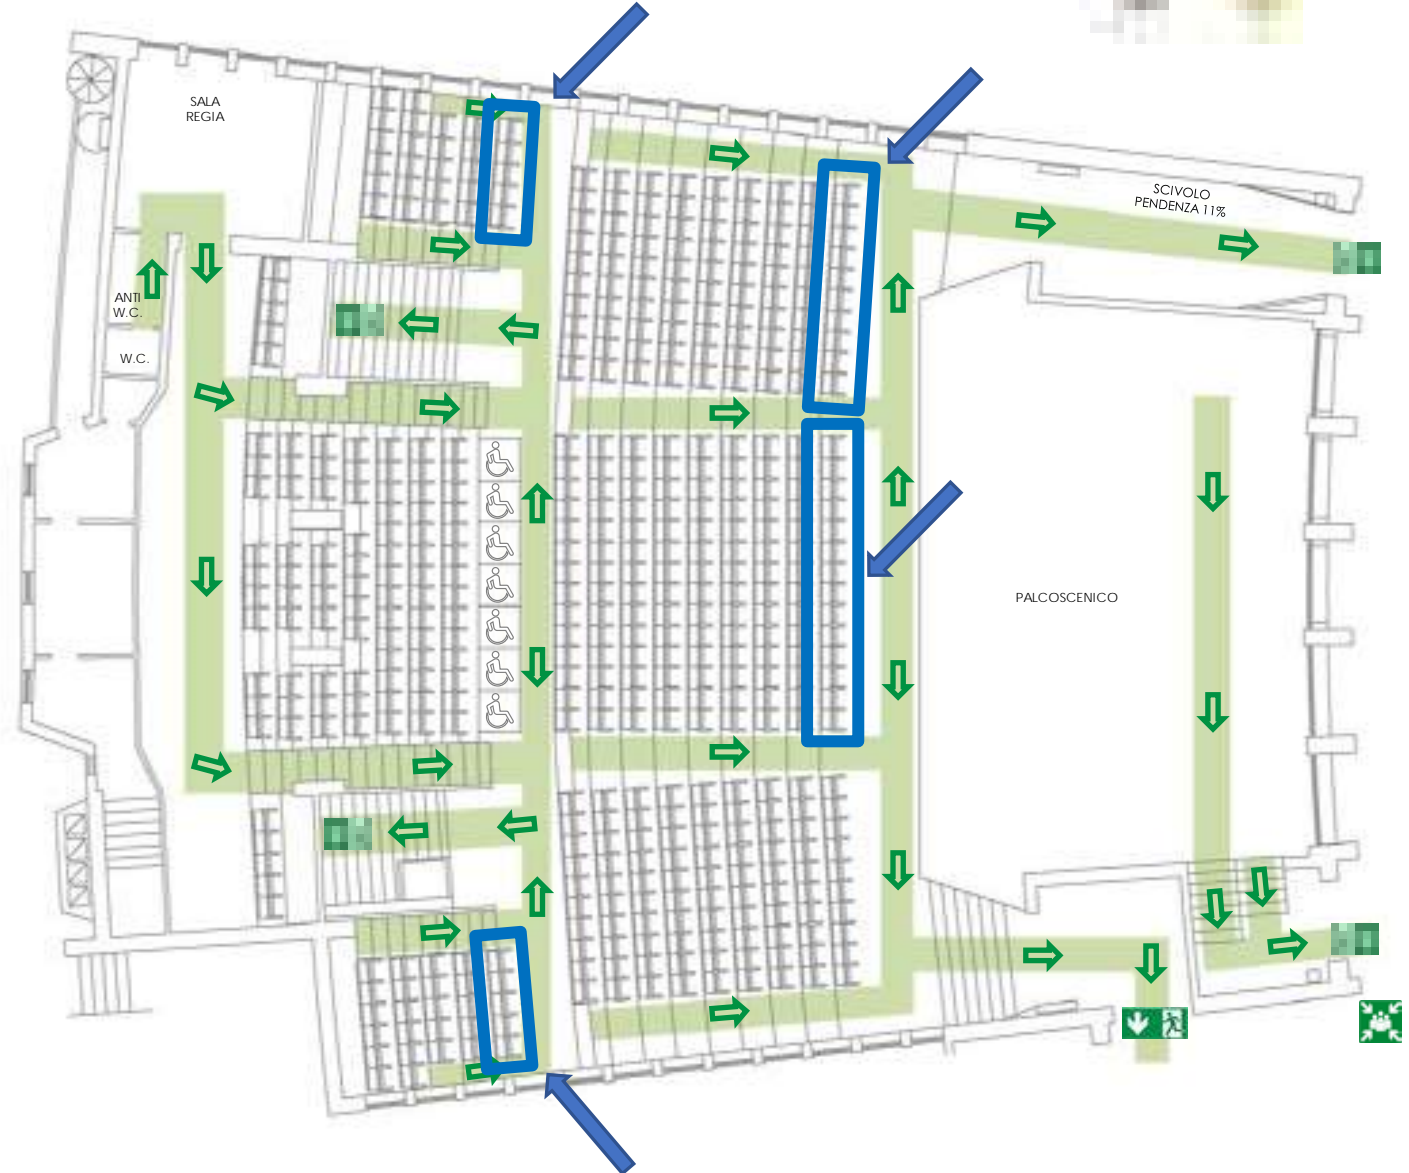 SALA
REGIA
SCIVOLO
PENDENZA 11%
ANTI
W.C.
W.C.
PALCOSCENICO